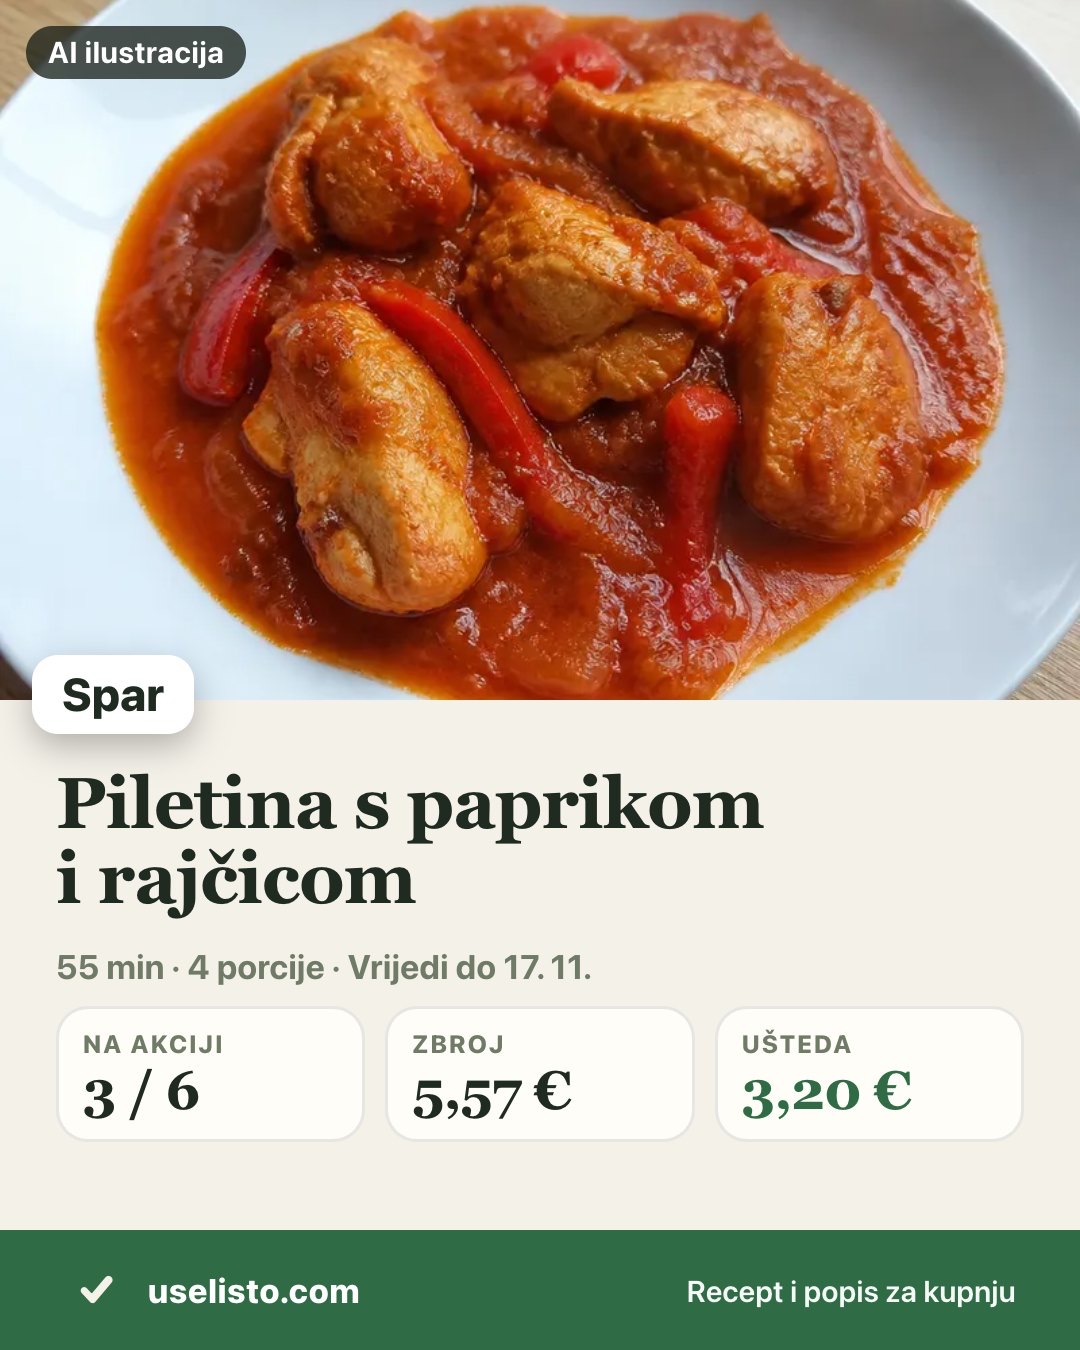 AI ilustracija
Spar
Piletina s paprikom
i rajčicom
55 min · 4 porcije · Vrijedi do 17. 11.
NA AKCIJI
3 / 6
ZBROJ
5,57 €
UŠTEDA
3,20 €
uselisto.com
Recept i popis za kupnju